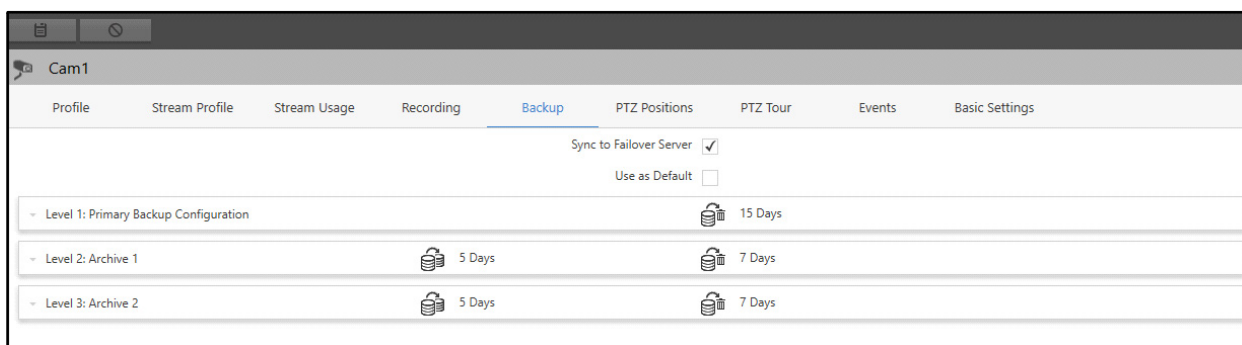 Cam1
Profile Stream Profile Stream Usage Recording Backup PTZ Positions PTZ Tour Events Basic Settings
Sync to Failover Server
Use as Default
Level 1: Primary Backup Configuration 15 Days
Level 2: Archive 1 5 Days 7 Days
Level 3: Archive 2 5 Days 7 Days